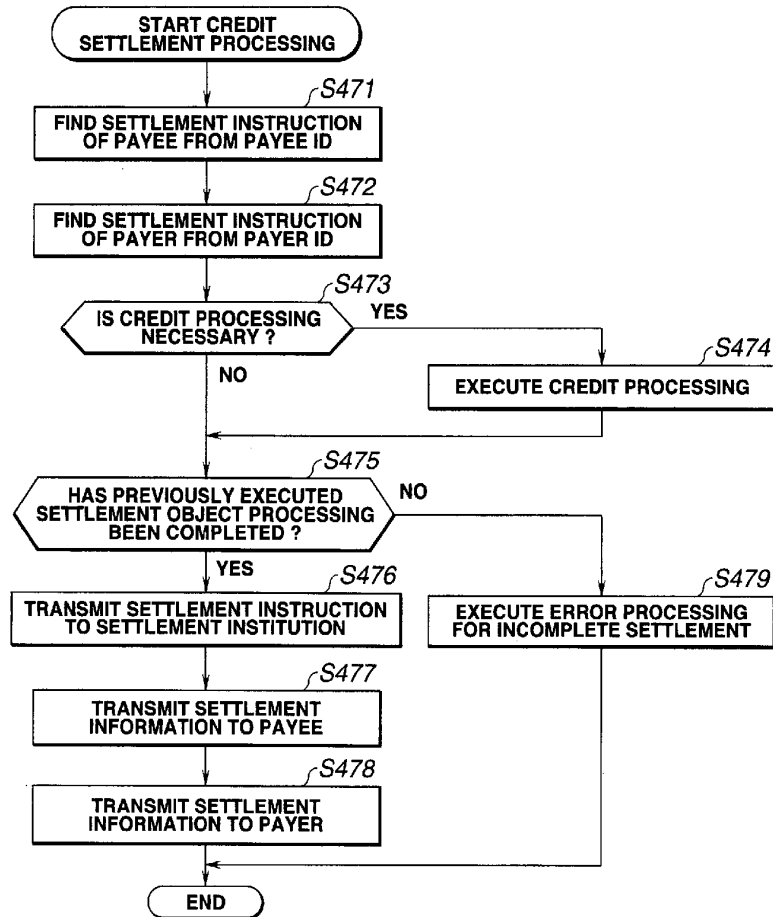 START CREDIT
SETTLEMENT PROCESSING
S471
FIND SETTLEMENT INSTRUCTION
OF PAYEE FROM PAYEE ID
S472
FIND SETTLEMENT INSTRUCTION
OF PAYER FROM PAYER ID
S473
IS CREDIT PROCESSING
NECESSARY ?
YES
NO
S474
EXECUTE CREDIT PROCESSING
S475
HAS PREVIOUSLY EXECUTED
SETTLEMENT OBJECT PROCESSING
BEEN COMPLETED ?
NO
YES
S476
TRANSMIT SETTLEMENT INSTRUCTION
TO SETTLEMENT INSTITUTION
S479
EXECUTE ERROR PROCESSING
FOR INCOMPLETE SETTLEMENT
S477
TRANSMIT SETTLEMENT
INFORMATION TO PAYEE
S478
TRANSMIT SETTLEMENT
INFORMATION TO PAYER
END